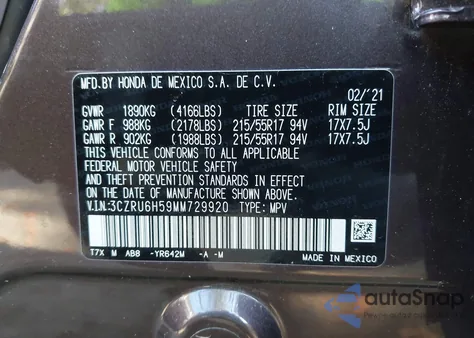 MFD.BY HONDA DE MEXICO S.A. DE C.V.
02/'21
GVWR 1890KG (4166LBS) TIRE SIZE RIM SIZE
GAWR F 988KG (2178LBS) 215/55R17 94V 17X7.5J
GAWR R 902KG (1988LBS) 215/55R17 94V 17X7.5J
THIS VEHICLE CONFORMS TO ALL APPLICABLE
FEDERAL MOTOR VEHICLE SAFETY
STANDARDS IN EFFECT ON THE DATE
OF MANUFACTURE SHOWN ABOVE.
V.I.N:3CZRU6H59MM729920 TYPE: MPV
T7X M AB8 -YR642M -A -M
MADE IN MEXICO
autoSnap